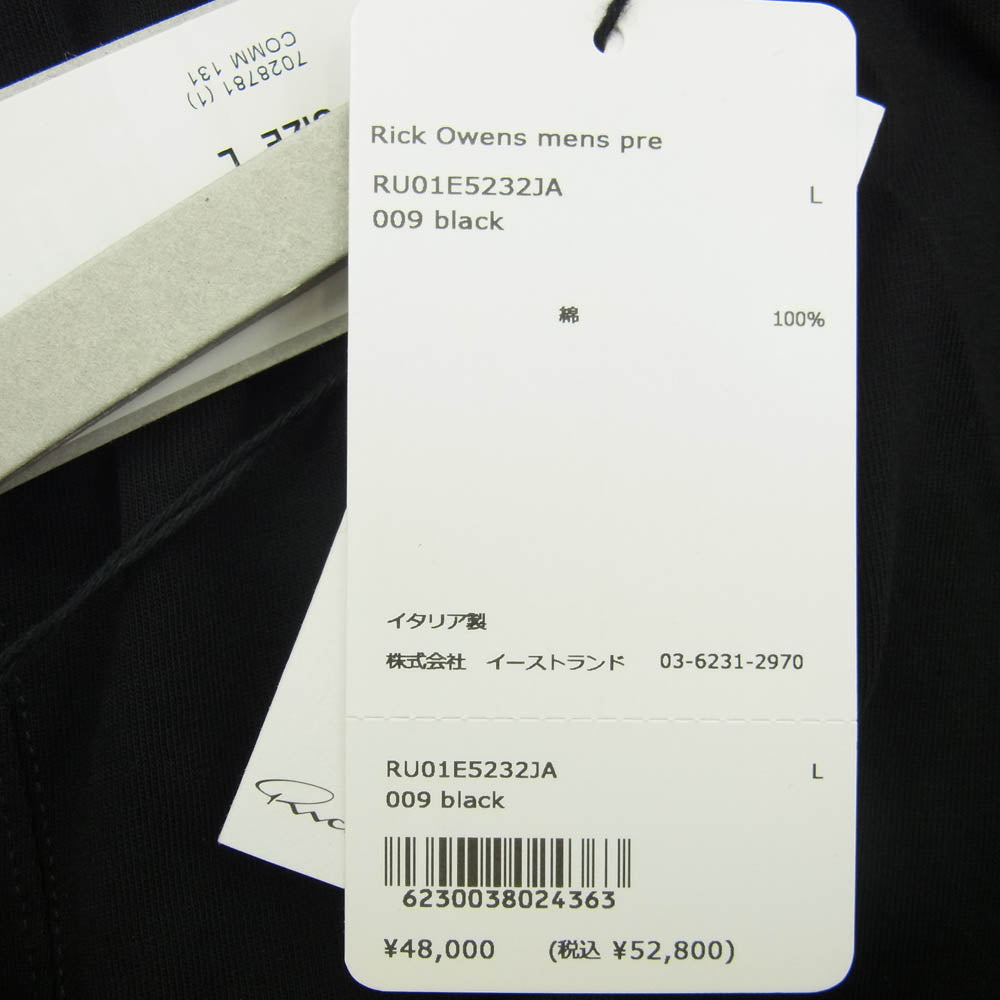 COMM 131
7028781 (1)
SIZE L
Rick Owens mens pre
RU01E5232JA L
009 black
綿 100%
イタリア製
株式会社 イーストランド 03-6231-2970
RU01E5232JA L
009 black
6230038024363
¥48,000 (税込 ¥52,800)